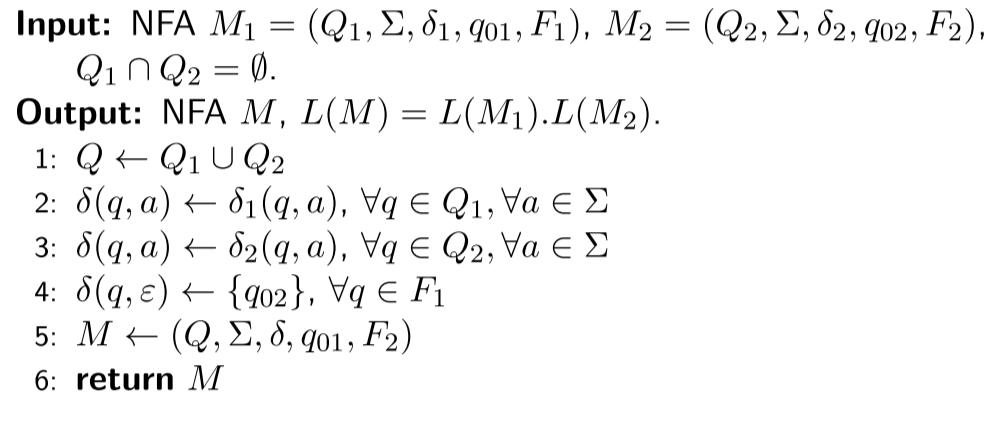 Input: NFA M₁ = (Q₁, Σ, δ₁, q₀₁, F₁), M₂ = (Q₂, Σ, δ₂, q₀₂, F₂),
Q₁ ∩ Q₂ = ∅.
Output: NFA M, L(M) = L(M₁).L(M₂).
1: Q ← Q₁ ∪ Q₂
2: δ(q, a) ← δ₁(q, a), ∀q ∈ Q₁, ∀a ∈ Σ
3: δ(q, a) ← δ₂(q, a), ∀q ∈ Q₂, ∀a ∈ Σ
4: δ(q, ε) ← {q₀₂}, ∀q ∈ F₁
5: M ← (Q, Σ, δ, q₀₁, F₂)
6: return M